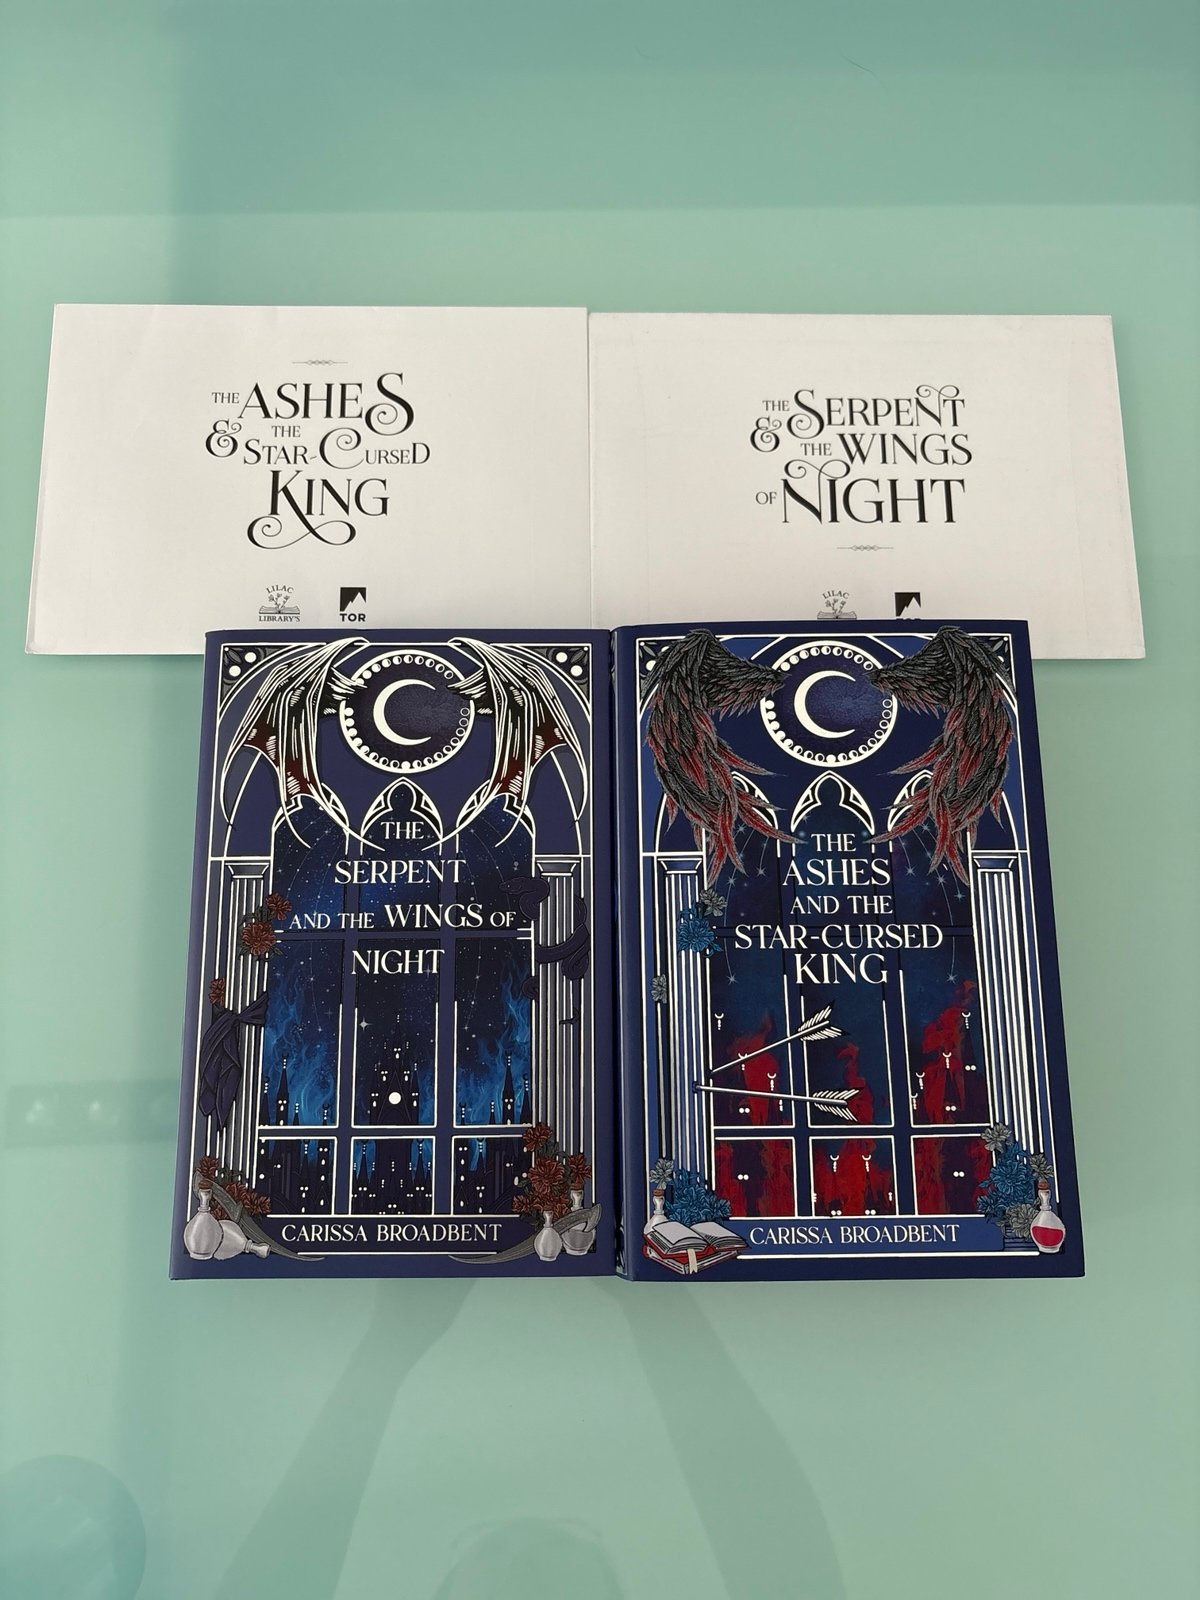 THE ASHES
& THE
STAR-CURSED
KING
LILAC
LIBRARY'S
TOR
THE SERPENT
& THE WINGS
OF NIGHT
LILAC
THE
SERPENT
AND THE WINGS OF
NIGHT
CARISSA BROADBENT
THE
ASHES
AND THE
STAR-CURSED
KING
CARISSA BROADBENT